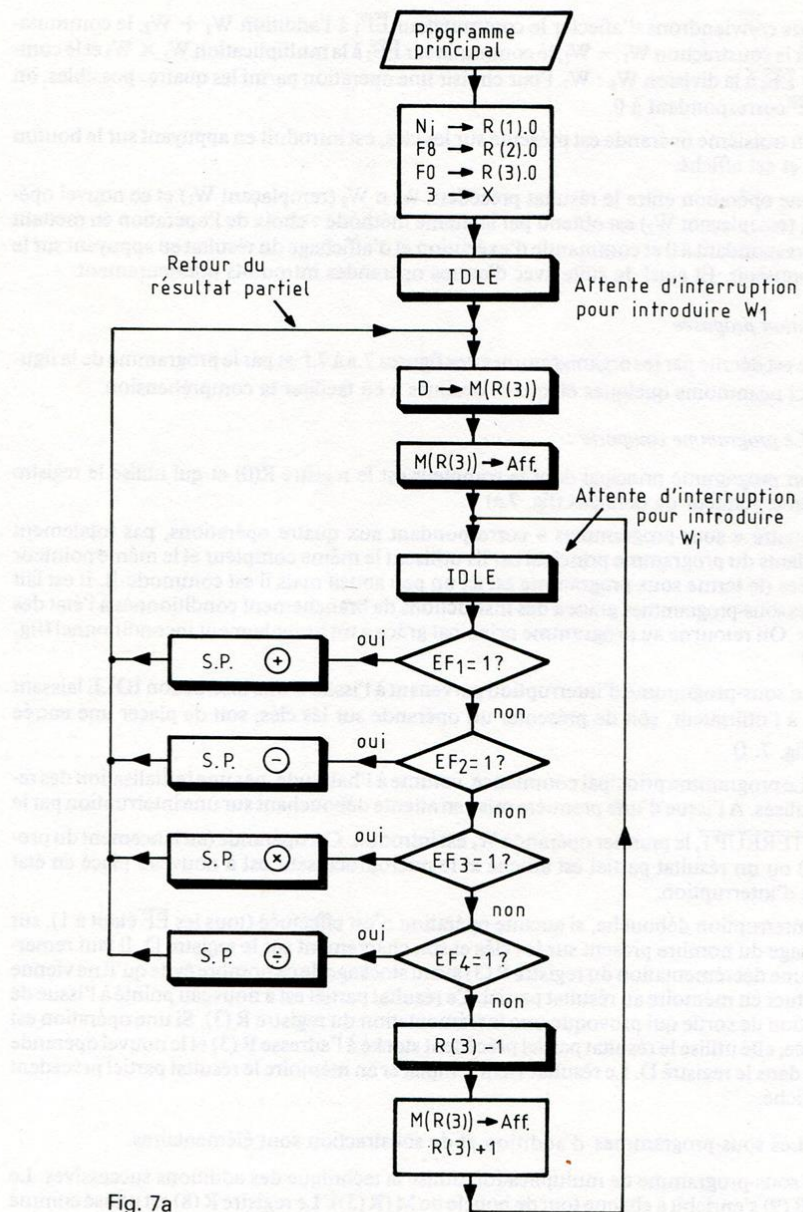 Programme
principal
Ni → R(1).0
F8 → R(2).0
F0 → R(3).0
3 → X
IDLE
Attente d'interruption
pour introduire W1
Retour du
résultat partiel
D → M(R(3))
M(R(3)) → Aff.
Attente d'interruption
pour introduire
Wi
IDLE
EF1=1?
oui
S.P. +
non
EF2=1?
oui
S.P. −
non
EF3=1?
oui
S.P. ×
non
EF4=1?
oui
S.P. ÷
non
R(3)-1
M(R(3)) → Aff.
R(3)+1
Fig. 7a